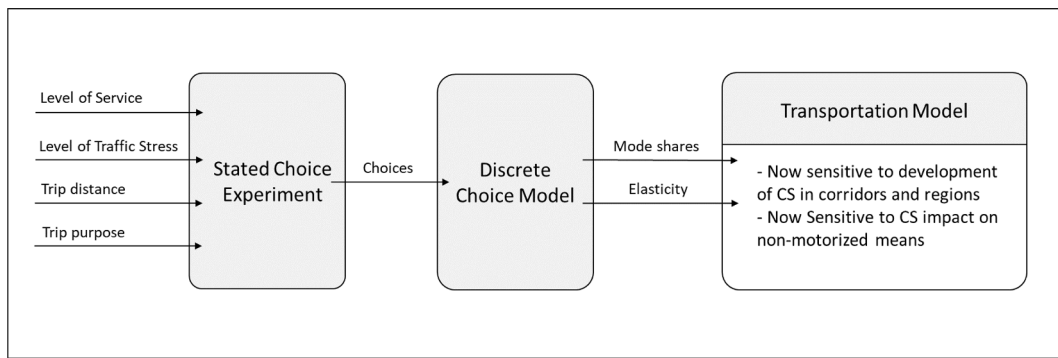 Level of Service
Level of Traffic Stress
Trip distance
Trip purpose
Stated Choice
Experiment
Choices
Discrete
Choice Model
Mode shares
Elasticity
Transportation Model
- Now sensitive to development
of CS in corridors and regions
- Now Sensitive to CS impact on
non-motorized means